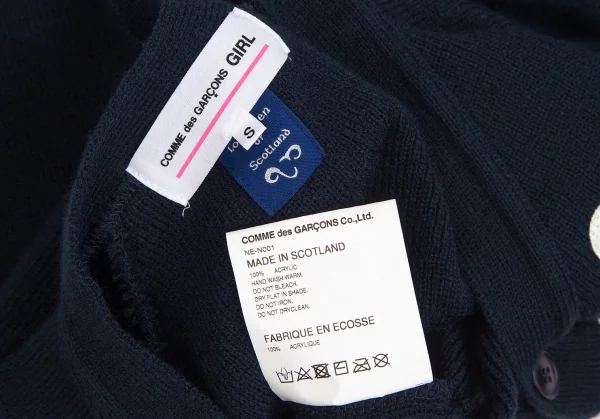 COMME des GARÇONS GIRL
S
of
Scotland
COMME des GARÇONS Co.,Ltd.
NE-N001
MADE IN SCOTLAND
100% ACRYLIC
HAND WASH WARM.
DO NOT BLEACH.
DRY FLAT IN SHADE.
DO NOT IRON.
DO NOT DRYCLEAN.
FABRIQUE EN ECOSSE
100% ACRYLIQUE